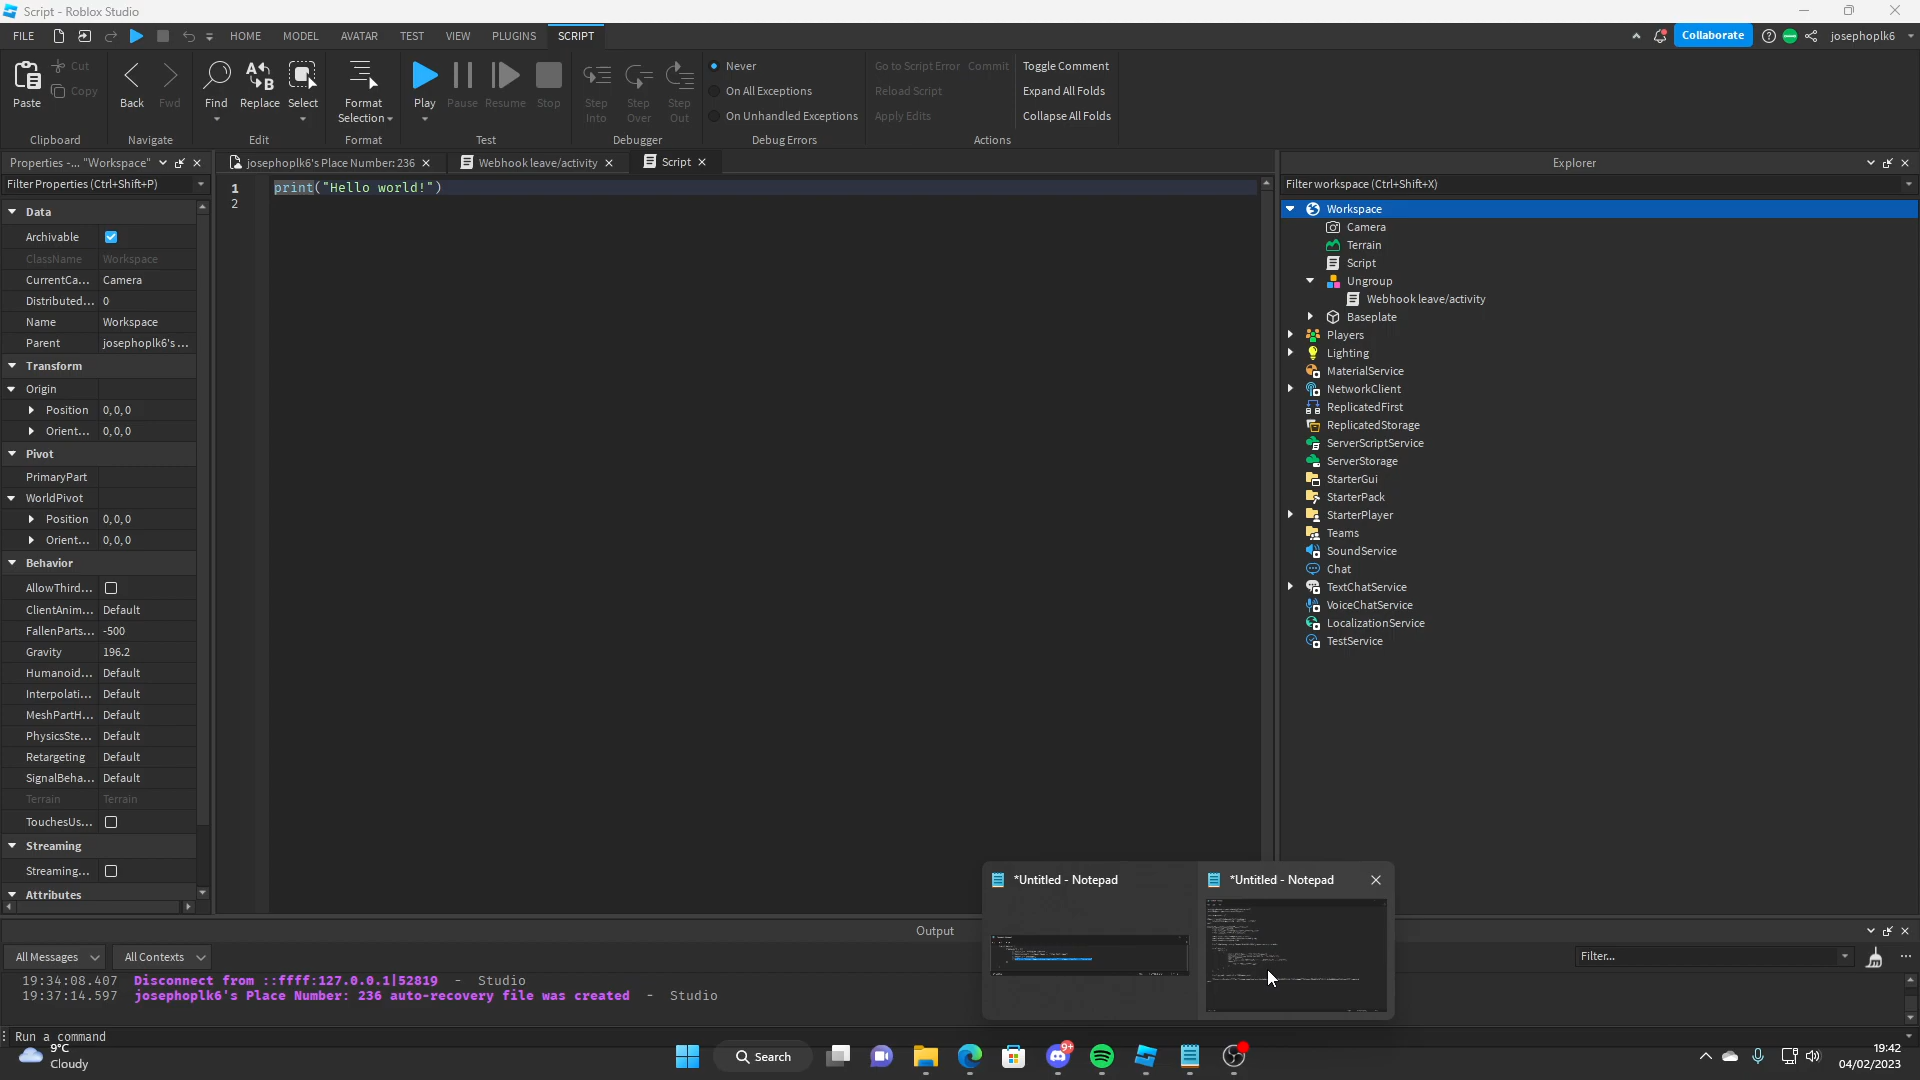 Script - Roblox Studio
FILE HOME MODEL AVATAR TEST VIEW PLUGINS SCRIPT Collaborate josephoplk6
Paste Cut Copy Back Fwd Find Replace Select Format Selection Play Pause Resume Stop Step Into Step Over Step Out
Never Go to Script Error Commit Toggle Comment
On All Exceptions Reload Script Expand All Folds
On Unhandled Exceptions Apply Edits Collapse All Folds
Clipboard Navigate Edit Format Test Debugger Debug Errors Actions
Properties -... "Workspace" josephoplk6's Place Number: 236 Webhook leave/activity Script Explorer
Filter Properties (Ctrl+Shift+P)
Data
Archivable
ClassName Workspace
CurrentCa... Camera
Distributed... 0
Name Workspace
Parent josephoplk6's ...
Transform
Origin
Position 0,0,0
Orient... 0,0,0
Pivot
PrimaryPart
WorldPivot
Position 0,0,0
Orient... 0,0,0
Behavior
AllowThird...
ClientAnim... Default
FallenParts... -500
Gravity 196.2
Humanoid... Default
Interpolati... Default
MeshPartH... Default
PhysicsSte... Default
Retargeting Default
SignalBeha... Default
Terrain Terrain
TouchesUs...
Streaming
Streaming...
Attributes
1 print("Hello world!")
2
Filter workspace (Ctrl+Shift+X)
Workspace
Camera
Terrain
Script
Ungroup
Webhook leave/activity
Baseplate
Players
Lighting
MaterialService
NetworkClient
ReplicatedFirst
ReplicatedStorage
ServerScriptService
ServerStorage
StarterGui
StarterPack
StarterPlayer
Teams
SoundService
Chat
TextChatService
VoiceChatService
LocalizationService
TestService
*Untitled - Notepad *Untitled - Notepad
Output
All Messages All Contexts Filter...
19:34:08.407 Disconnect from ::ffff:127.0.0.1|52819 - Studio
19:37:14.597 josephoplk6's Place Number: 236 auto-recovery file was created - Studio
Run a command
9°C
Cloudy
Search
9+
19:42
04/02/2023